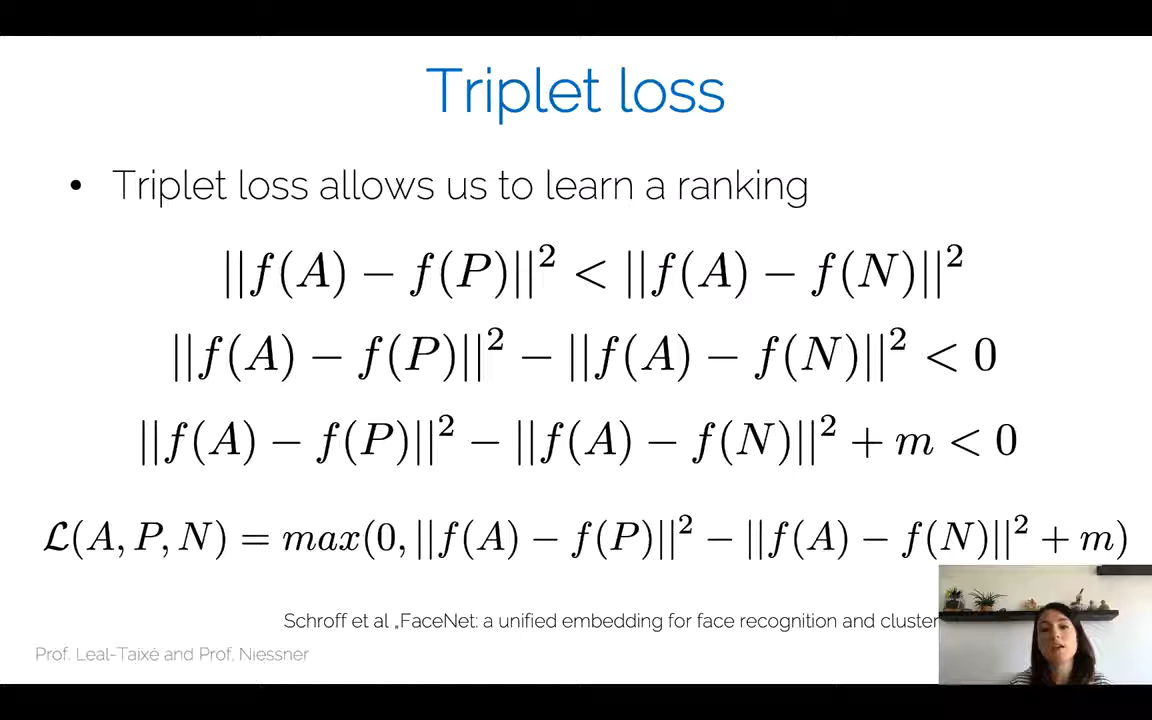 Triplet loss
• Triplet loss allows us to learn a ranking
||f(A) − f(P)||² < ||f(A) − f(N)||²
||f(A) − f(P)||² − ||f(A) − f(N)||² < 0
||f(A) − f(P)||² − ||f(A) − f(N)||² + m < 0
ℒ(A, P, N) = max(0, ||f(A) − f(P)||² − ||f(A) − f(N)||² + m)
Schroff et al „FaceNet: a unified embedding for face recognition and cluster
Prof. Leal-Taixé and Prof. Niessner